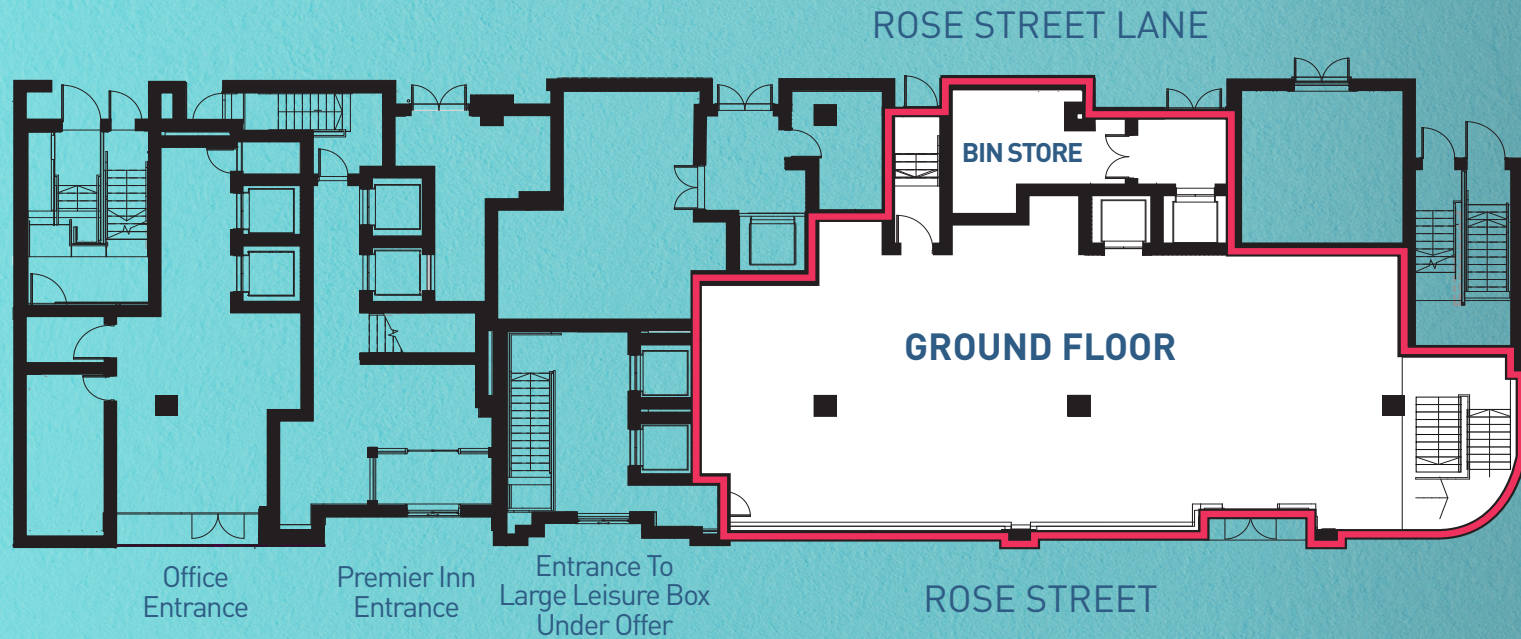 ROSE STREET LANE
BIN STORE
GROUND FLOOR
Office
Entrance
Premier Inn
Entrance
Entrance To
Large Leisure Box
Under Offer
ROSE STREET